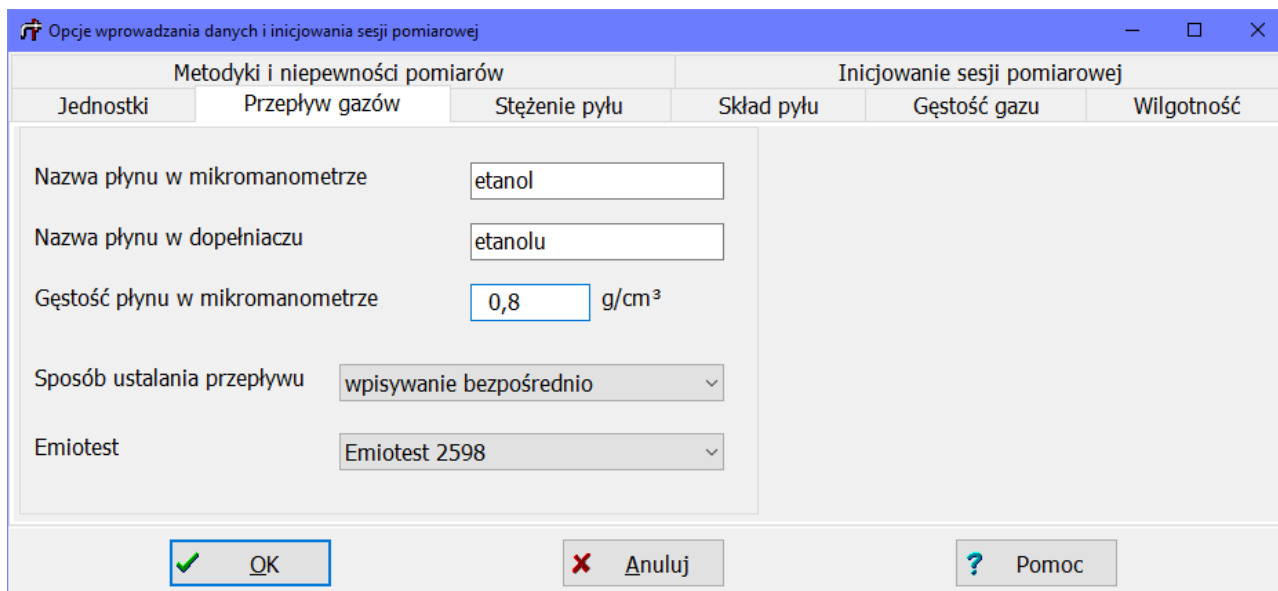 Opcje wprowadzania danych i inicjowania sesji pomiarowej
Metodyki i niepewności pomiarów Inicjowanie sesji pomiarowej
Jednostki Przepływ gazów Stężenie pyłu Skład pyłu Gęstość gazu Wilgotność
Nazwa płynu w mikromanometrze etanol
Nazwa płynu w dopełniaczu etanolu
Gęstość płynu w mikromanometrze 0,8 g/cm³
Sposób ustalania przepływu wpisywanie bezpośrednio
Emiotest Emiotest 2598
OK Anuluj Pomoc